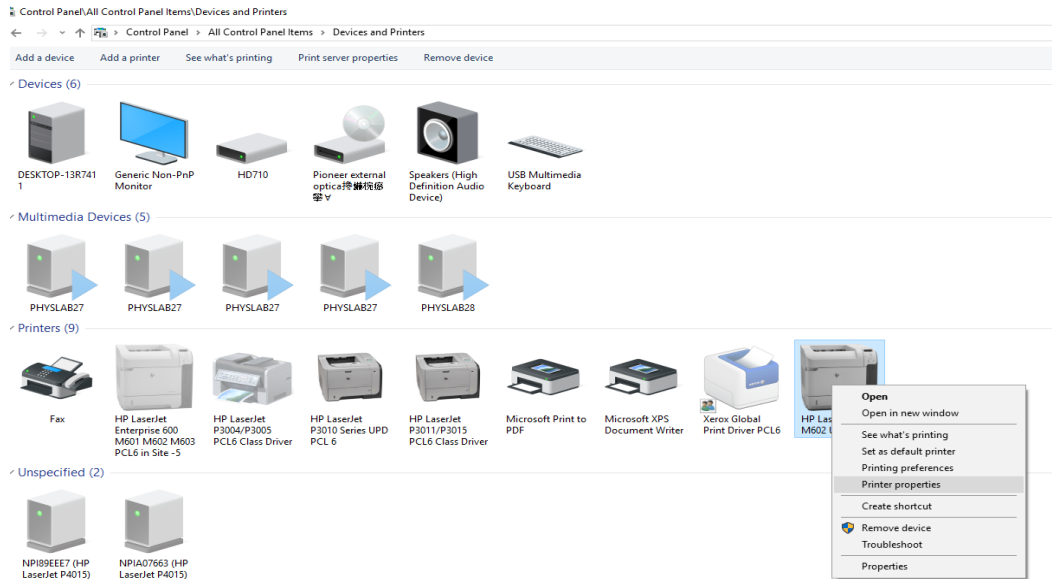 Control Panel\All Control Panel Items\Devices and Printers
Control Panel > All Control Panel Items > Devices and Printers
Add a device Add a printer See what's printing Print server properties Remove device
Devices (6)
DESKTOP-13R741
1
Generic Non-PnP
Monitor
HD710
Pioneer external
Speakers (High
Definition Audio
Device)
USB Multimedia
Keyboard
Multimedia Devices (5)
PHYSLAB27
PHYSLAB27
PHYSLAB27
PHYSLAB27
PHYSLAB28
Printers (9)
Fax
HP LaserJet
Enterprise 600
M601 M602 M603
PCL6 in Site -5
HP LaserJet
P3004/P3005
PCL6 Class Driver
HP LaserJet
P3010 Series UPD
PCL 6
HP LaserJet
P3011/P3015
PCL6 Class Driver
Microsoft Print to
PDF
Microsoft XPS
Document Writer
Xerox Global
Print Driver PCL6
HP Las
M602 U
Open
Open in new window
See what's printing
Set as default printer
Printing preferences
Printer properties
Create shortcut
Remove device
Troubleshoot
Properties
Unspecified (2)
NPI89EEE7 (HP
LaserJet P4015)
NPIA07663 (HP
LaserJet P4015)